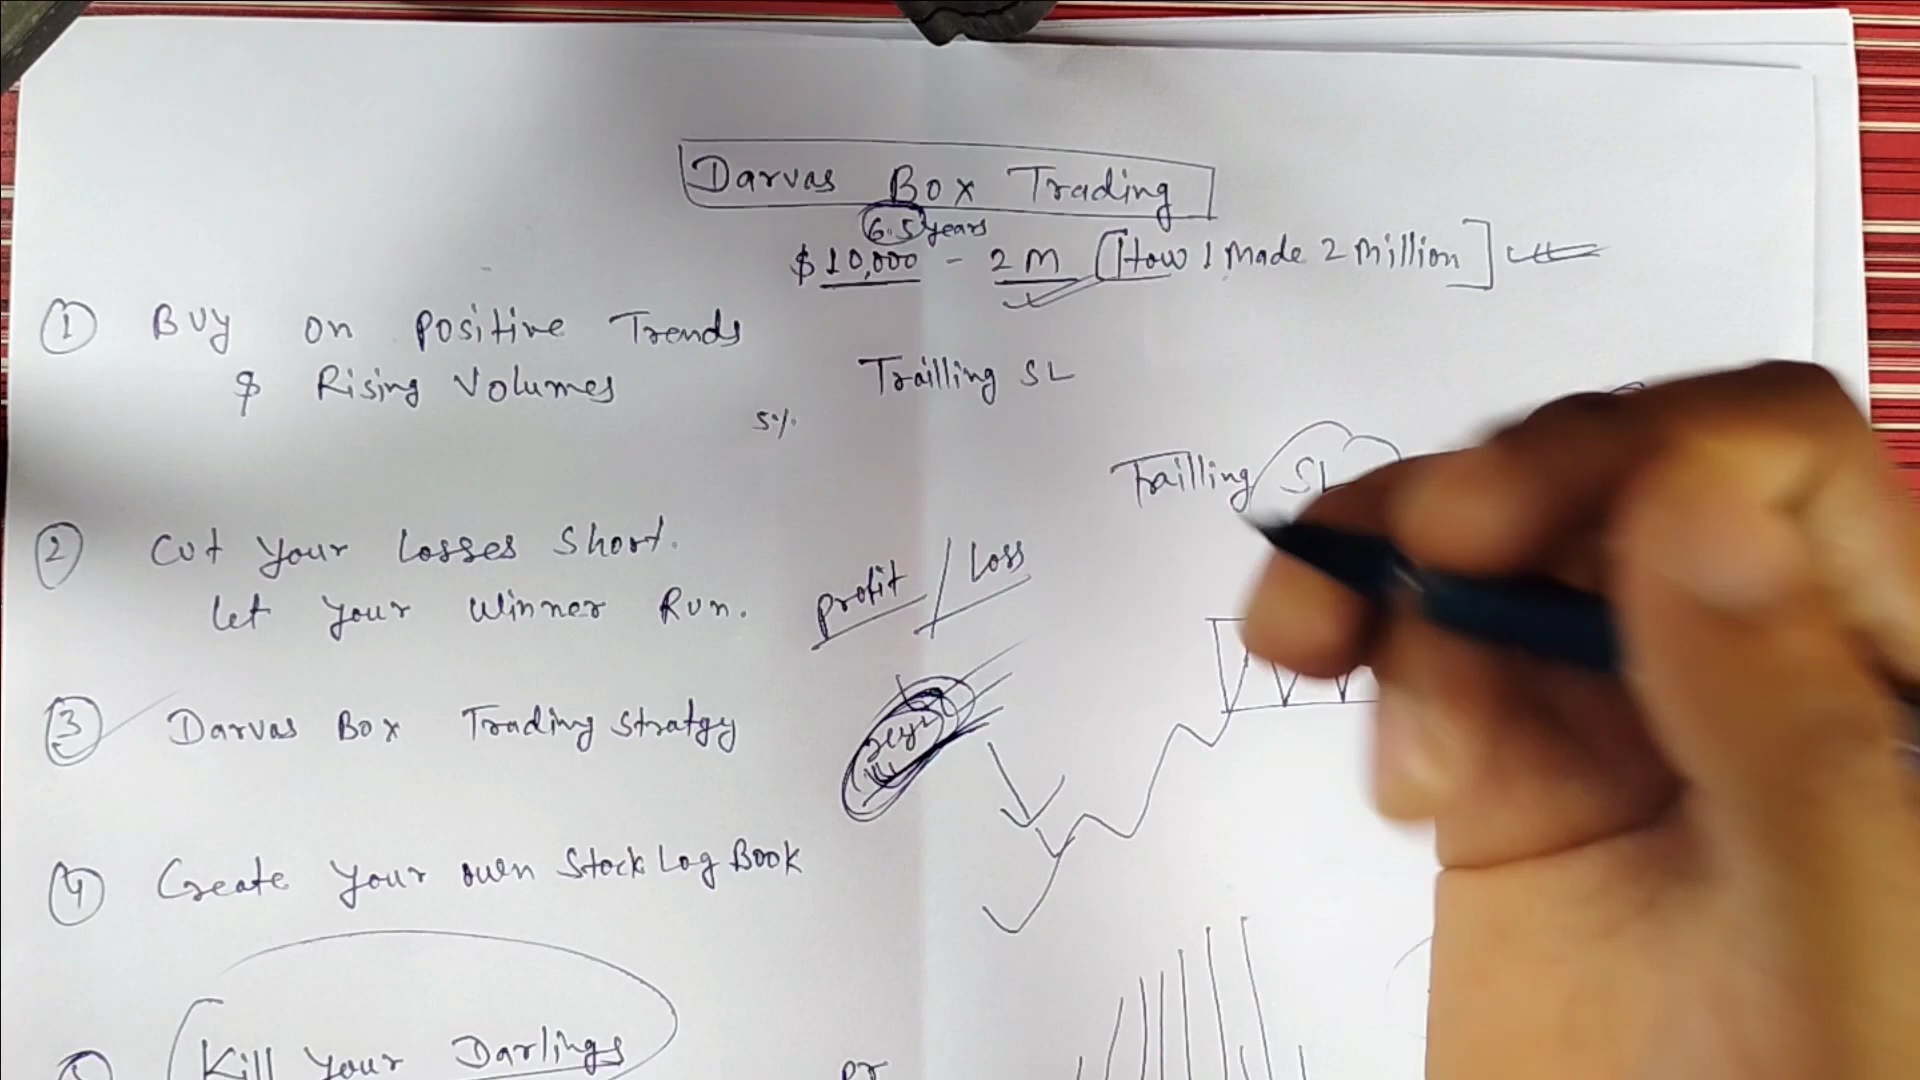 Darvas Box Trading
6.5 years
$10,000 - 2M [How I Made 2 Million]
① Buy on Positive Trends
$ Rising Volumes
Trailling SL
5%
Trailling SL
② Cut Your Losses Short.
Let Your Winner Run.
Profit / Loss
③ Darvas Box Trading Stratgy
④ Create Your own Stock Log Book
Kill Your Darlings